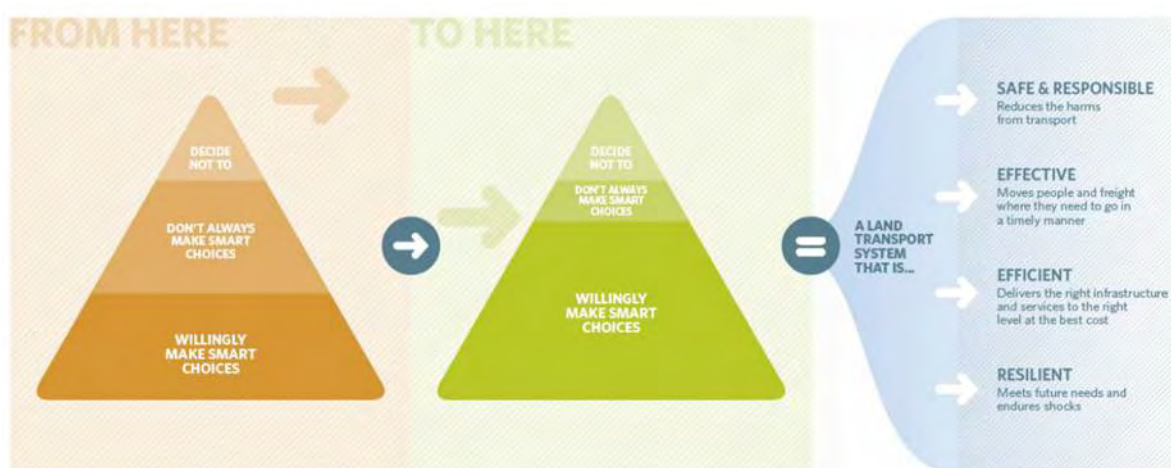 FROM HERE
DECIDE
NOT TO
DON'T ALWAYS
MAKE SMART
CHOICES
WILLINGLY
MAKE SMART
CHOICES
TO HERE
DECIDE
NOT TO
DON'T ALWAYS
MAKE SMART
CHOICES
WILLINGLY
MAKE SMART
CHOICES
A LAND
TRANSPORT
SYSTEM
THAT IS...
SAFE & RESPONSIBLE
Reduces the harms
from transport
EFFECTIVE
Moves people and freight
where they need to go in
a timely manner
EFFICIENT
Delivers the right infrastructure
and services to the right
level at the best cost
RESILIENT
Meets future needs and
endures shocks